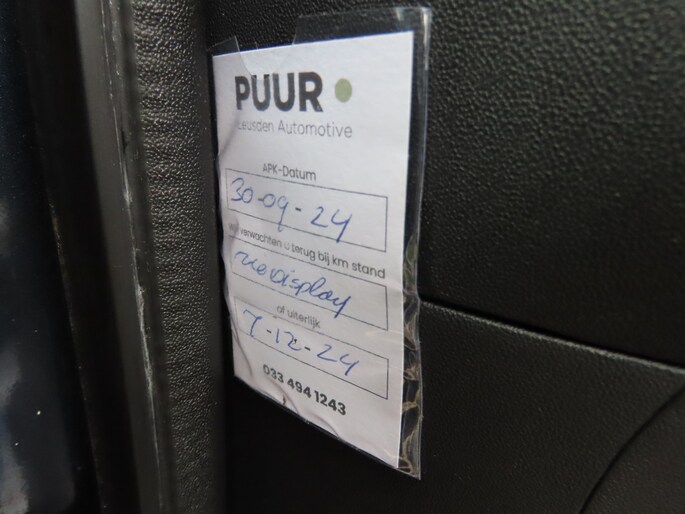 PUUR
Leusden Automotive
APK-Datum
30-09-24
verwachten u terug bij km stand
zie Display
of uiterlijk
7-12-24
033 494 1243